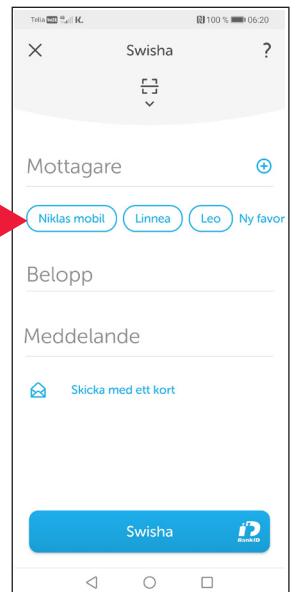 Telia K. 100 % 06:20
Swisha ?
Mottagare
Niklas mobil Linnea Leo Ny favor
Belopp
Meddelande
Skicka med ett kort
Swisha BankID